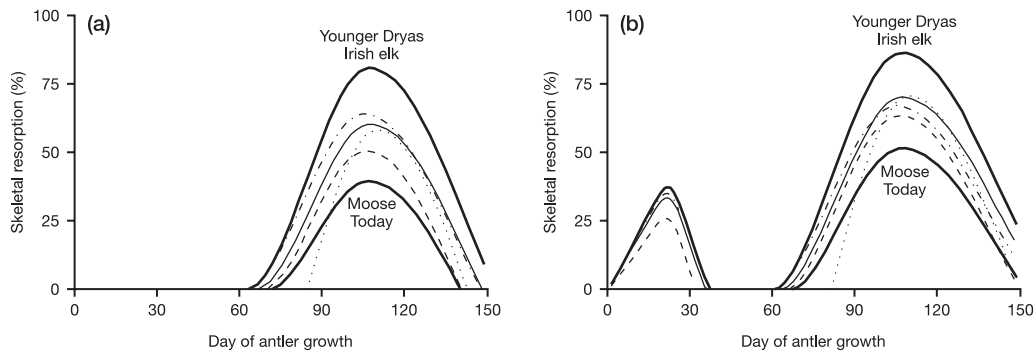 (a)
Younger Dryas
Irish elk
Moose
Today
Skeletal resorption (%)
100
75
50
25
0
0 30 60 90 120 150
Day of antler growth
(b)
Younger Dryas
Irish elk
Moose
Today
Skeletal resorption (%)
100
75
50
25
0
0 30 60 90 120 150
Day of antler growth